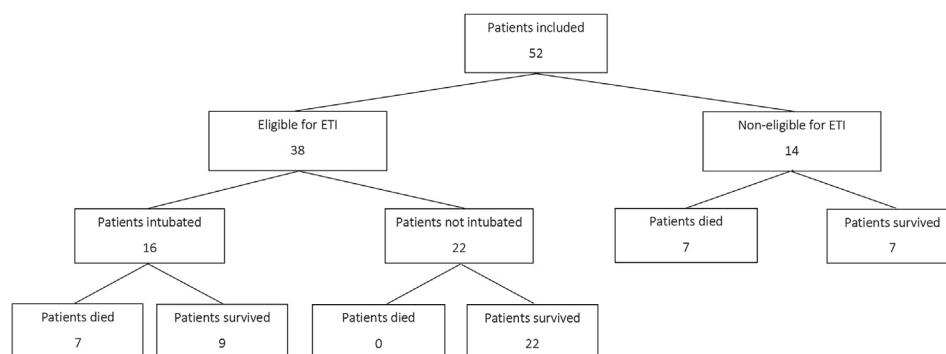 Patients included
52
Eligible for ETI
38
Non-eligible for ETI
14
Patients intubated
16
Patients not intubated
22
Patients died
7
Patients survived
7
Patients died
7
Patients survived
9
Patients died
0
Patients survived
22